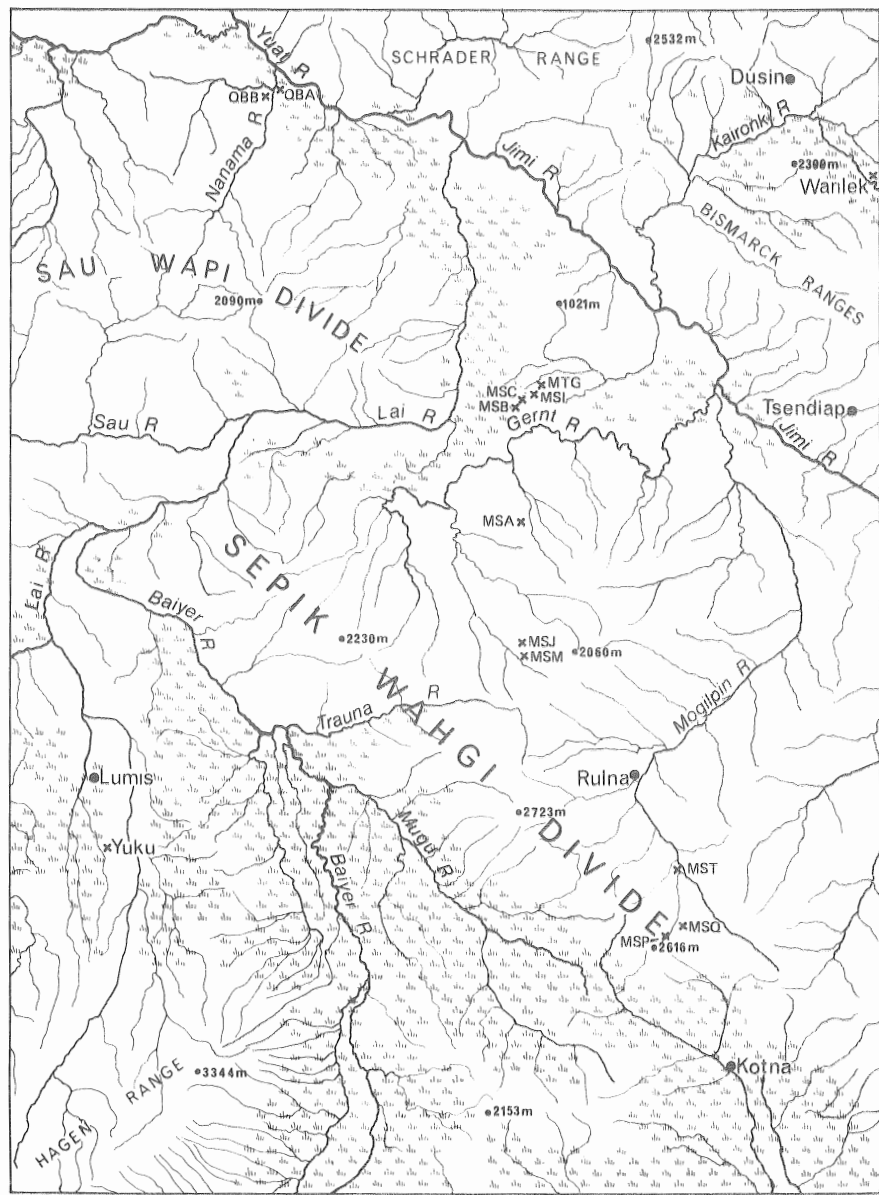 Yuat R
SCHRADER RANGE
2532m
Dusin
QBB
QBA
Kaironk R
2300m
Wanlek
Nanama R
Jimi R
BISMARCK RANGES
SAU WAPI DIVIDE
2090m
1021m
MTG
MSC
MSI
MSB
Gernt R
Lai R
Sau R
Tsendiap
Jimi R
MSA
SEPIK WAHGI DIVIDE
Lai R
Baiyer R
2230m
MSJ
MSM
2060m
Mogilpin R
Trauna R
Lumis
Rulna
2723m
Yuku
Mugu R
Baiyer R
MST
MSQ
MSP
2616m
Kotna
HAGEN RANGE
3344m
2153m